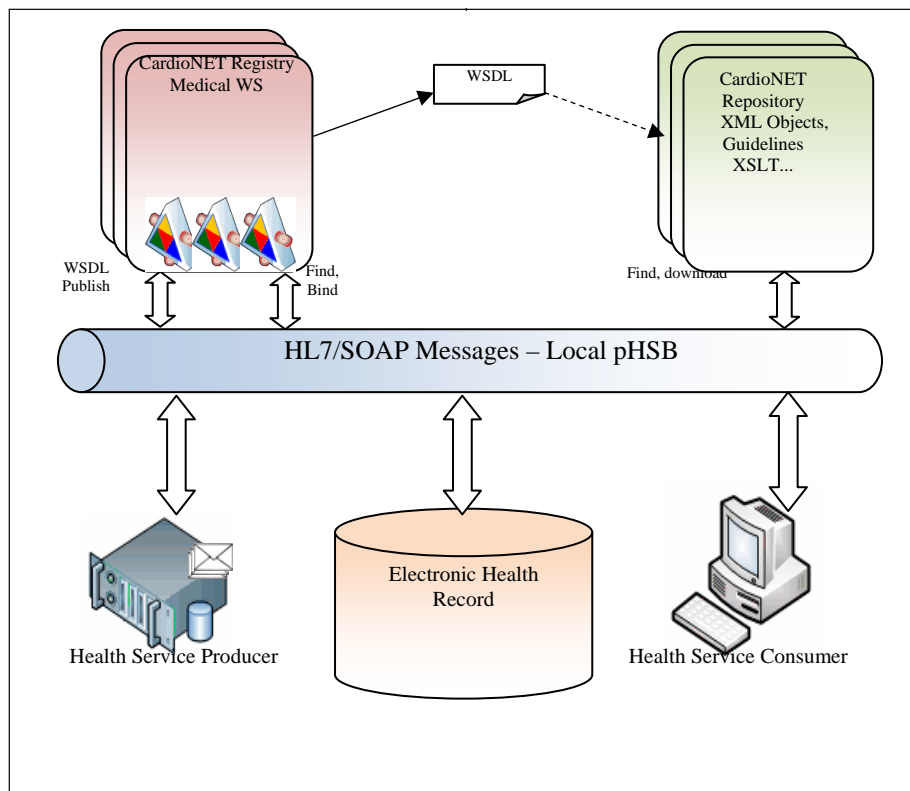 CardioNET Registry
Medical WS
WSDL
CardioNET
Repository
XML Objects,
Guidelines
XSLT...
WSDL
Publish
Find,
Bind
Find, download
HL7/SOAP Messages – Local pHSB
Electronic Health
Record
Health Service Producer
Health Service Consumer